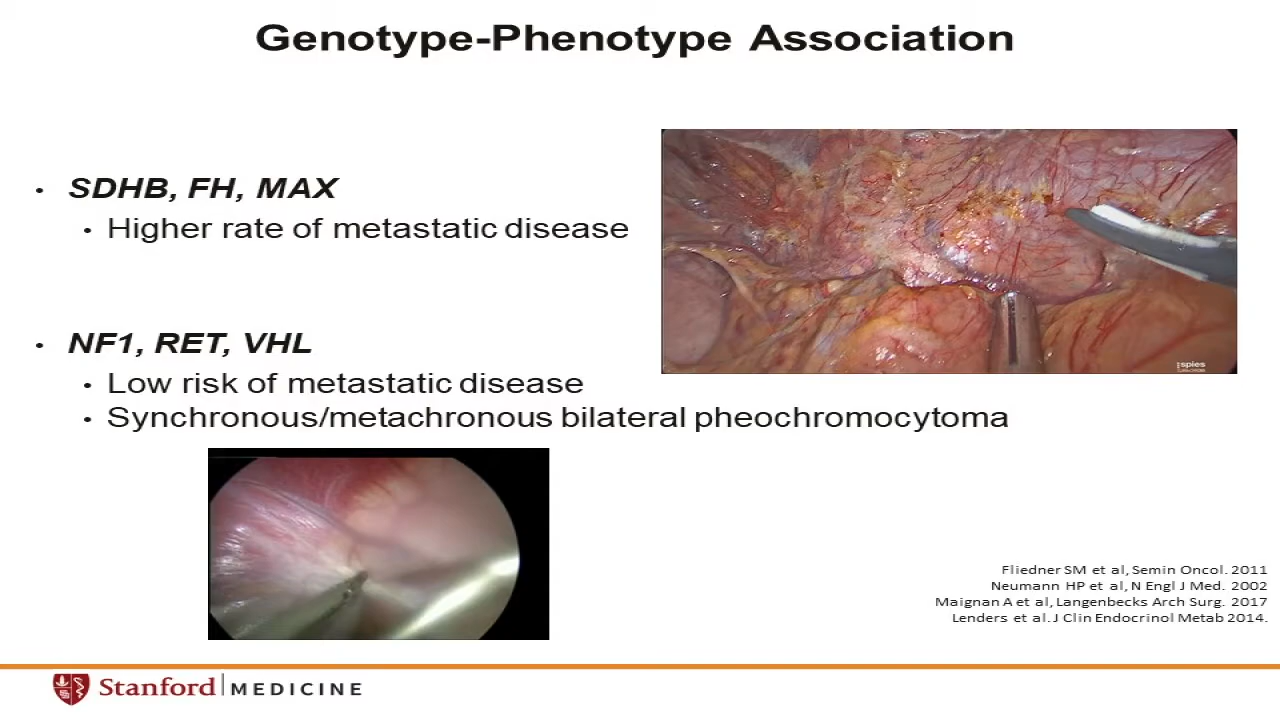 Genotype-Phenotype Association
• SDHB, FH, MAX
• Higher rate of metastatic disease
• NF1, RET, VHL
• Low risk of metastatic disease
• Synchronous/metachronous bilateral pheochromocytoma
spies
Fliedner SM et al, Semin Oncol. 2011
Neumann HP et al, N Engl J Med. 2002
Maignan A et al, Langenbecks Arch Surg. 2017
Lenders et al. J Clin Endocrinol Metab 2014.
Stanford MEDICINE